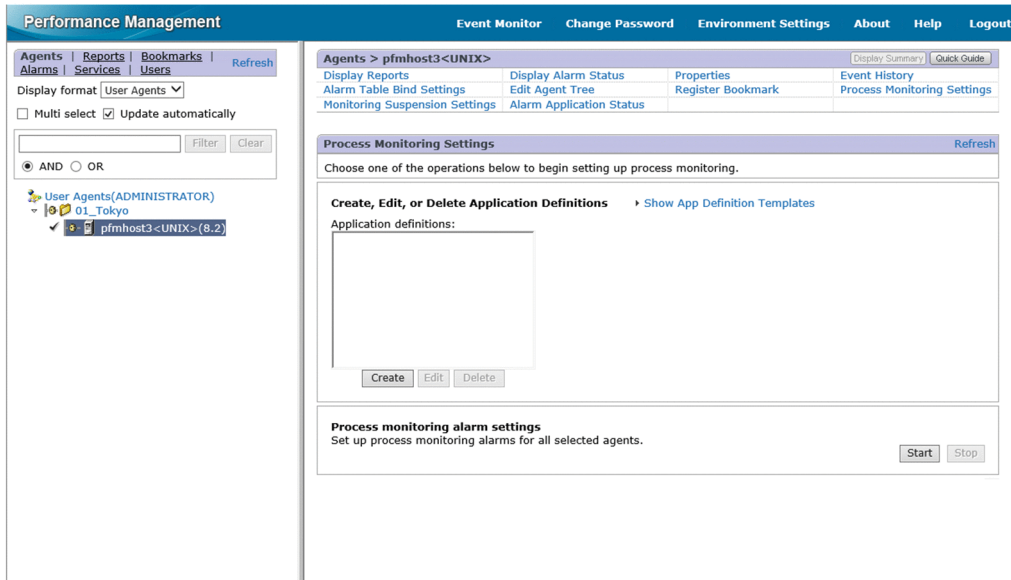 Performance Management
Event Monitor Change Password Environment Settings About Help Logout
Agents | Reports | Bookmarks |
Alarms | Services | Users
Refresh
Display format User Agents
Multi select Update automatically
Filter Clear
AND OR
User Agents(ADMINISTRATOR)
01_Tokyo
pfmhost3<UNIX>(8.2)
Agents > pfmhost3<UNIX>
Display Summary Quick Guide
Display Reports Display Alarm Status Properties Event History
Alarm Table Bind Settings Edit Agent Tree Register Bookmark Process Monitoring Settings
Monitoring Suspension Settings Alarm Application Status
Process Monitoring Settings Refresh
Choose one of the operations below to begin setting up process monitoring.
Create, Edit, or Delete Application Definitions Show App Definition Templates
Application definitions:
Create Edit Delete
Process monitoring alarm settings
Set up process monitoring alarms for all selected agents.
Start Stop